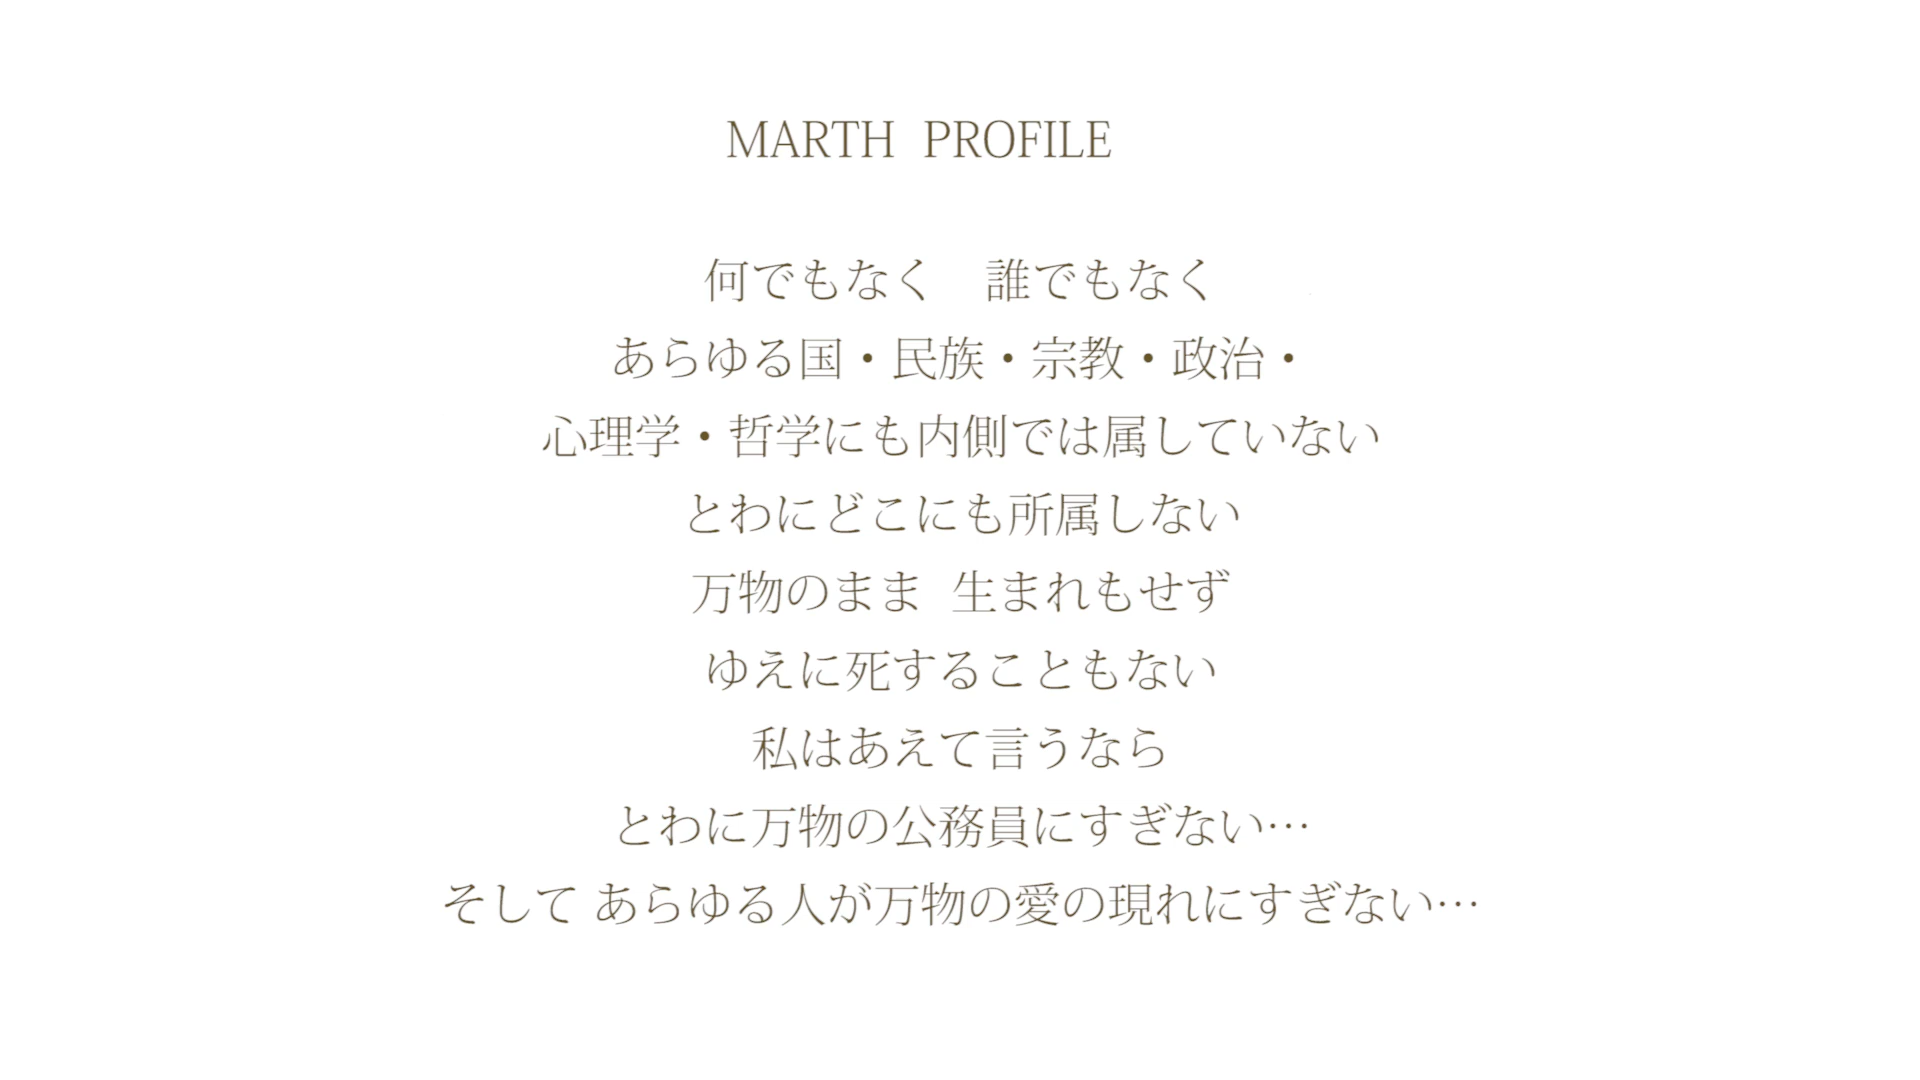 MARTH PROFILE
何でもなく　誰でもなく
あらゆる国・民族・宗教・政治・
心理学・哲学にも内側では属していない
とわにどこにも所属しない
万物のまま 生まれもせず
ゆえに死することもない
私はあえて言うなら
とわに万物の公務員にすぎない…
そして あらゆる人が万物の愛の現れにすぎない…